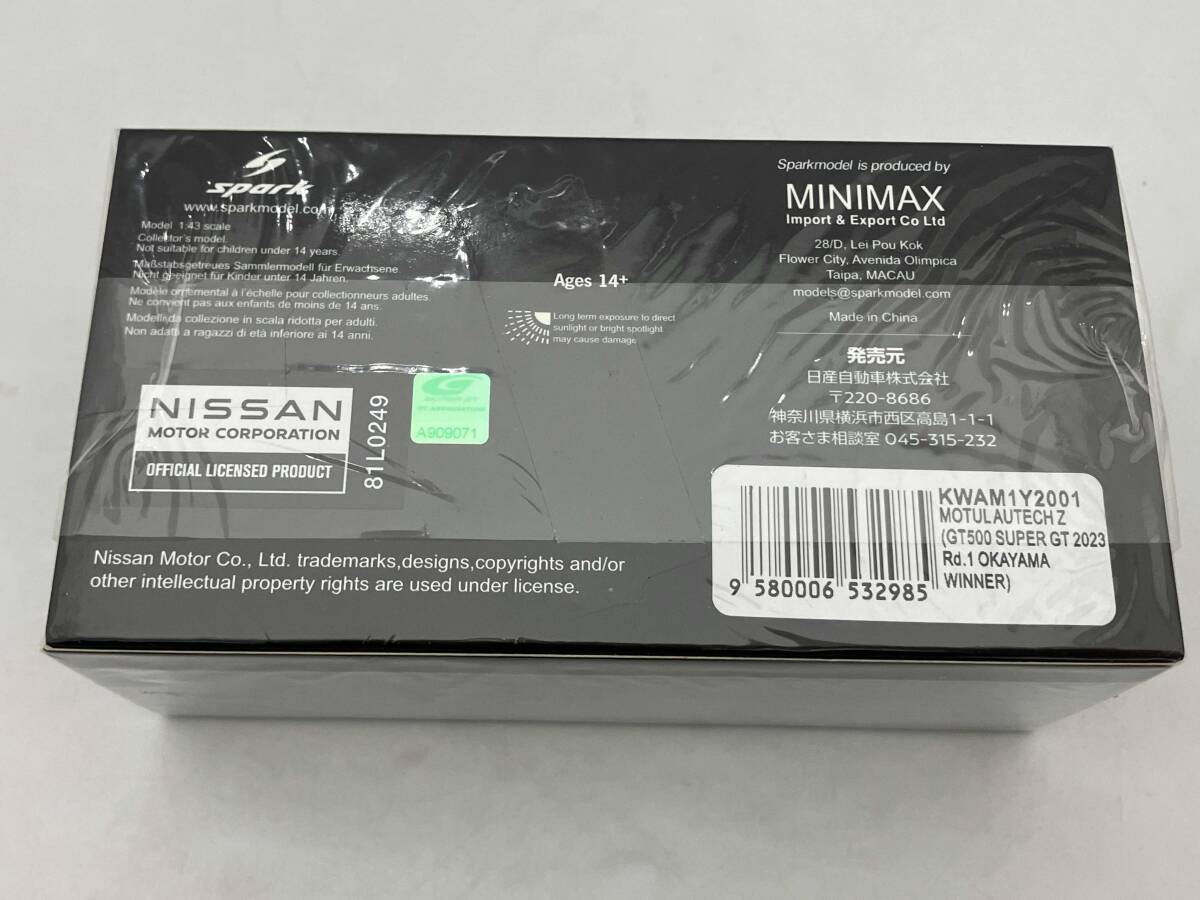 spark
www.sparkmodel.com
Model 1:43 scale
Collector's model.
Not suitable for children under 14 years.
Maßstabsgetreues Sammlermodell für Erwachsene.
Nicht geeignet für Kinder unter 14 Jahren.
Modèle ornemental à l'échelle pour collectionneurs adultes.
Ne convient pas aux enfants de moins de 14 ans.
Modelli da collezione in scala ridotta per adulti.
Non adatti a ragazzi di età inferiore ai 14 anni.
Ages 14+
Long term exposure to direct
sunlight or bright spotlight
may cause damage
Sparkmodel is produced by
MINIMAX
Import & Export Co Ltd
28/D, Lei Pou Kok
Flower City, Avenida Olimpica
Taipa, MACAU
models@sparkmodel.com
Made in China
発売元
日産自動車株式会社
〒220-8686
神奈川県横浜市西区高島1-1-1
お客さま相談室 045-315-232
NISSAN
MOTOR CORPORATION
OFFICIAL LICENSED PRODUCT
81L0249
SUPER GT
GT ASSOCIATION
A909071
Nissan Motor Co., Ltd. trademarks,designs,copyrights and/or
other intellectual property rights are used under license.
KWAM1Y2001
MOTUL AUTECH Z
(GT500 SUPER GT 2023
Rd.1 OKAYAMA
WINNER)
9 580006 532985